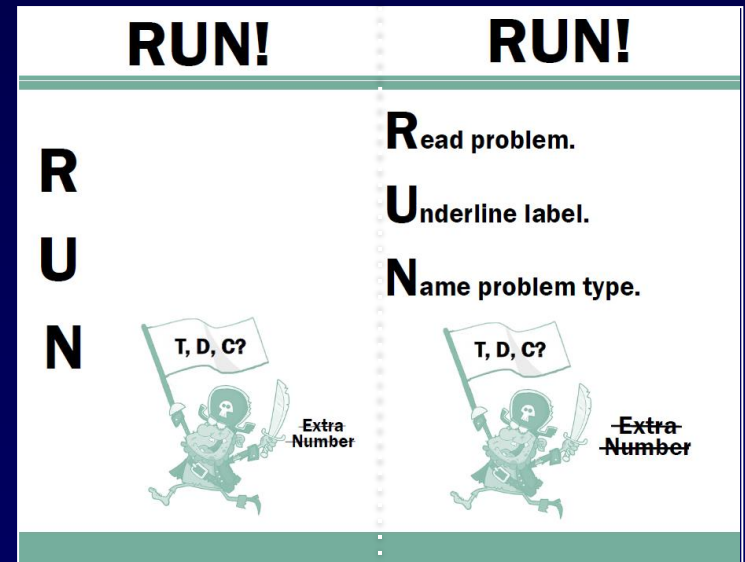 RUN!
R
U
N
T, D, C?
Extra
Number
RUN!
Read problem.
Underline label.
Name problem type.
T, D, C?
Extra
Number